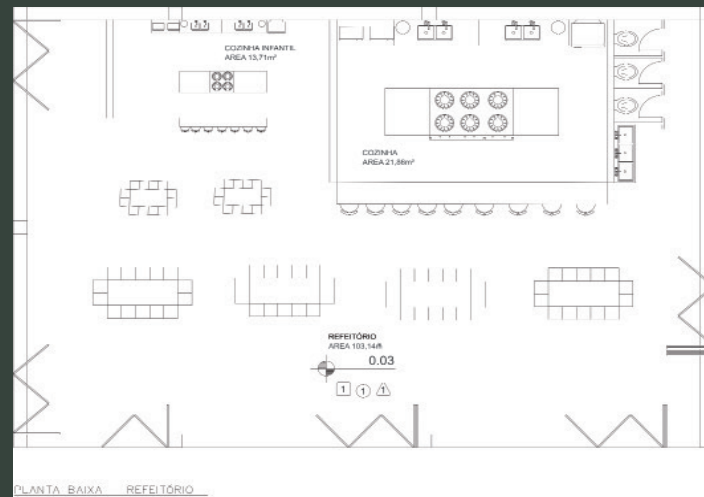 COZINHA INFANTIL
AREA 13,71m²
COZINHA
AREA 21,86m²
REFEITÓRIO
AREA 103,14m
0.03
1 1 1
PLANTA BAIXA REFEITÓRIO